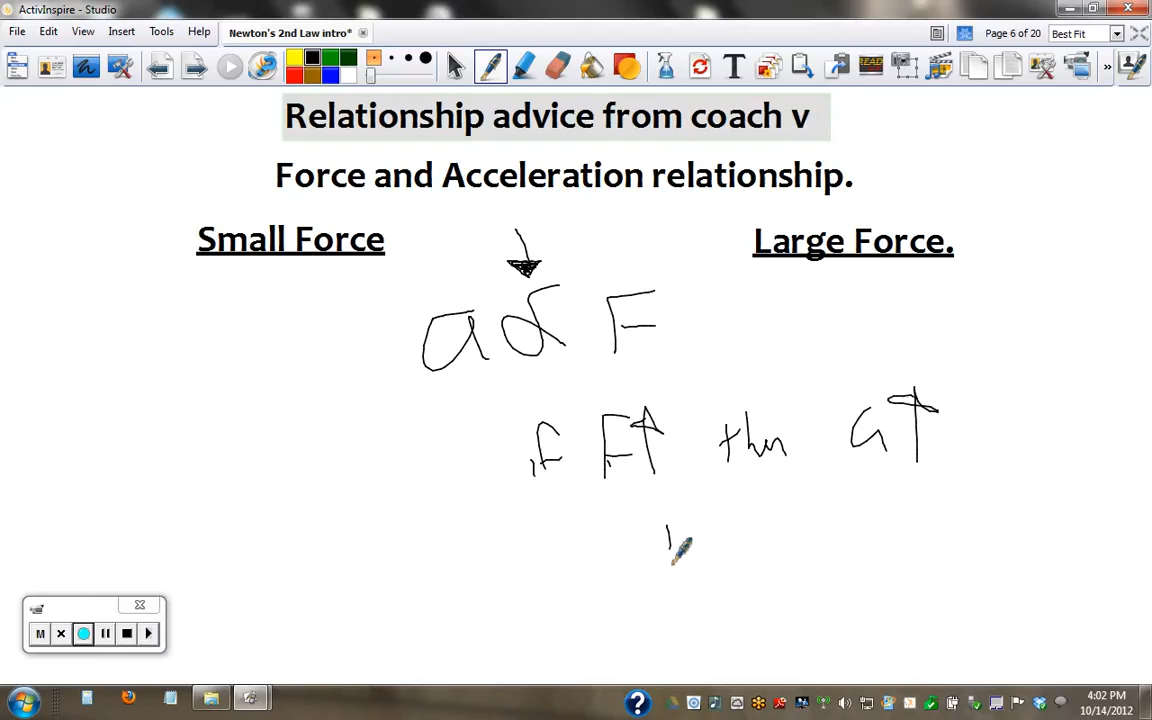 ActivInspire - Studio
File Edit View Insert Tools Help Newton's 2nd Law intro* Page 6 of 20 Best Fit
Relationship advice from coach v
Force and Acceleration relationship.
Small Force Large Force.
a α F
if F↑ then a↑
M
4:02 PM
10/14/2012